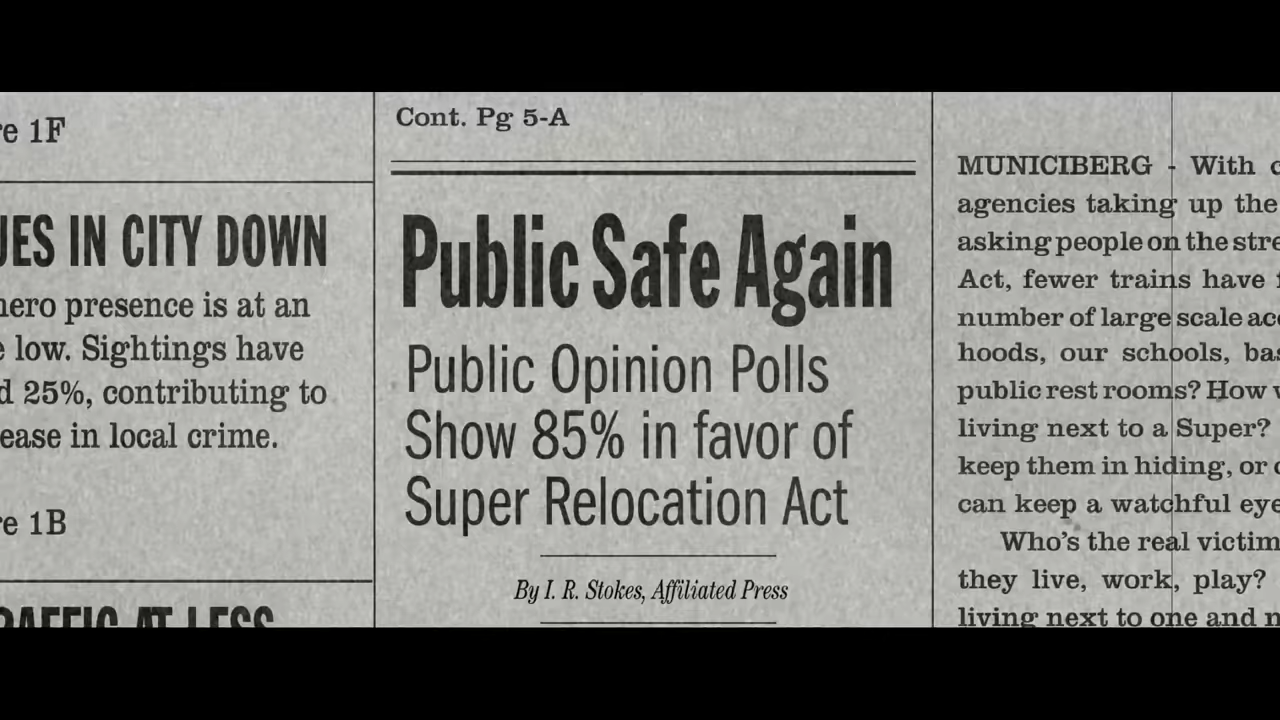 re 1F
UES IN CITY DOWN
hero presence is at an
e low. Sightings have
d 25%, contributing to
ease in local crime.
re 1B
RAFFIC AT LESS
Cont. Pg 5-A
Public Safe Again
Public Opinion Polls
Show 85% in favor of
Super Relocation Act
By I. R. Stokes, Affiliated Press
MUNICIBERG - With
agencies taking up the
asking people on the stre
Act, fewer trains have
number of large scale acc
hoods, our schools, bas
public rest rooms? How
living next to a Super?
keep them in hiding, or
can keep a watchful eye
Who's the real victim
they live, work, play?
living next to one and